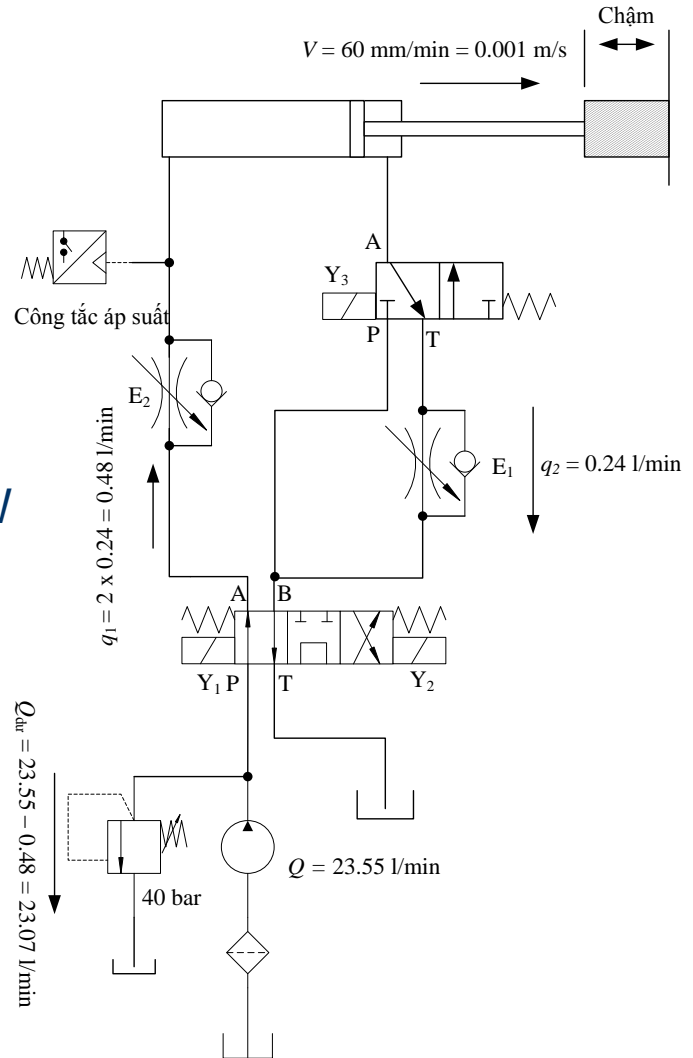 Chậm
V = 60 mm/min = 0.001 m/s
A
Y₃
Công tắc áp suất
P
T
E₂
E₁
q₂ = 0.24 l/min
/
q₁ = 2 x 0.24 = 0.48 l/min
A
B
Y₁
P
T
Y₂
Q_dư = 23.55 – 0.48 = 23.07 l/min
Q = 23.55 l/min
40 bar